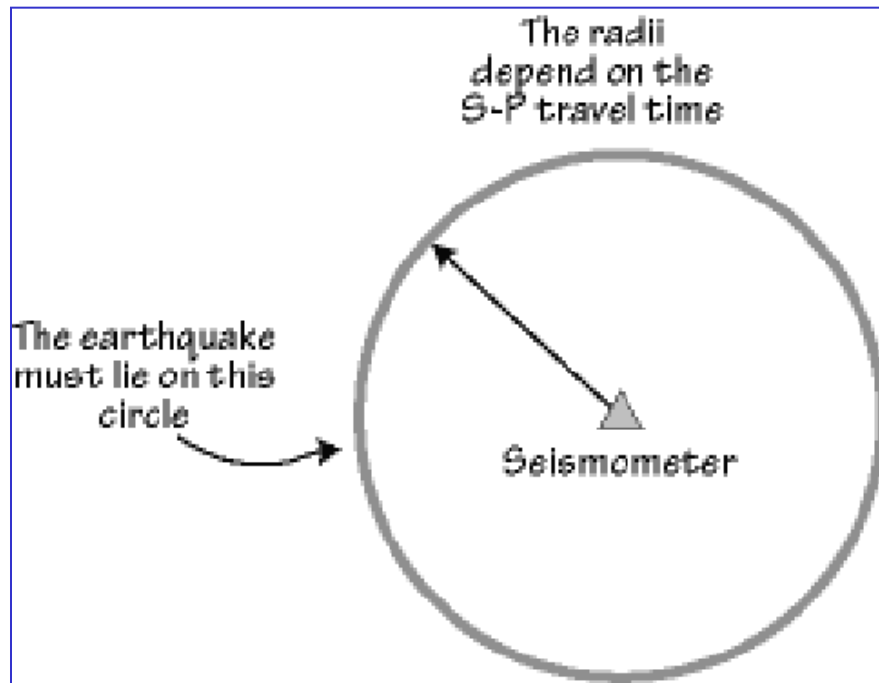 The radii
depend on the
S-P travel time
The earthquake
must lie on this
circle
Seismometer